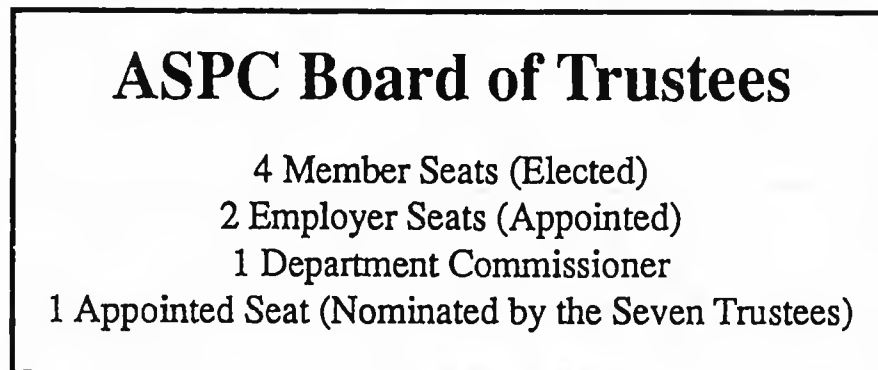 ASPC Board of Trustees
4 Member Seats (Elected)
2 Employer Seats (Appointed)
1 Department Commissioner
1 Appointed Seat (Nominated by the Seven Trustees)